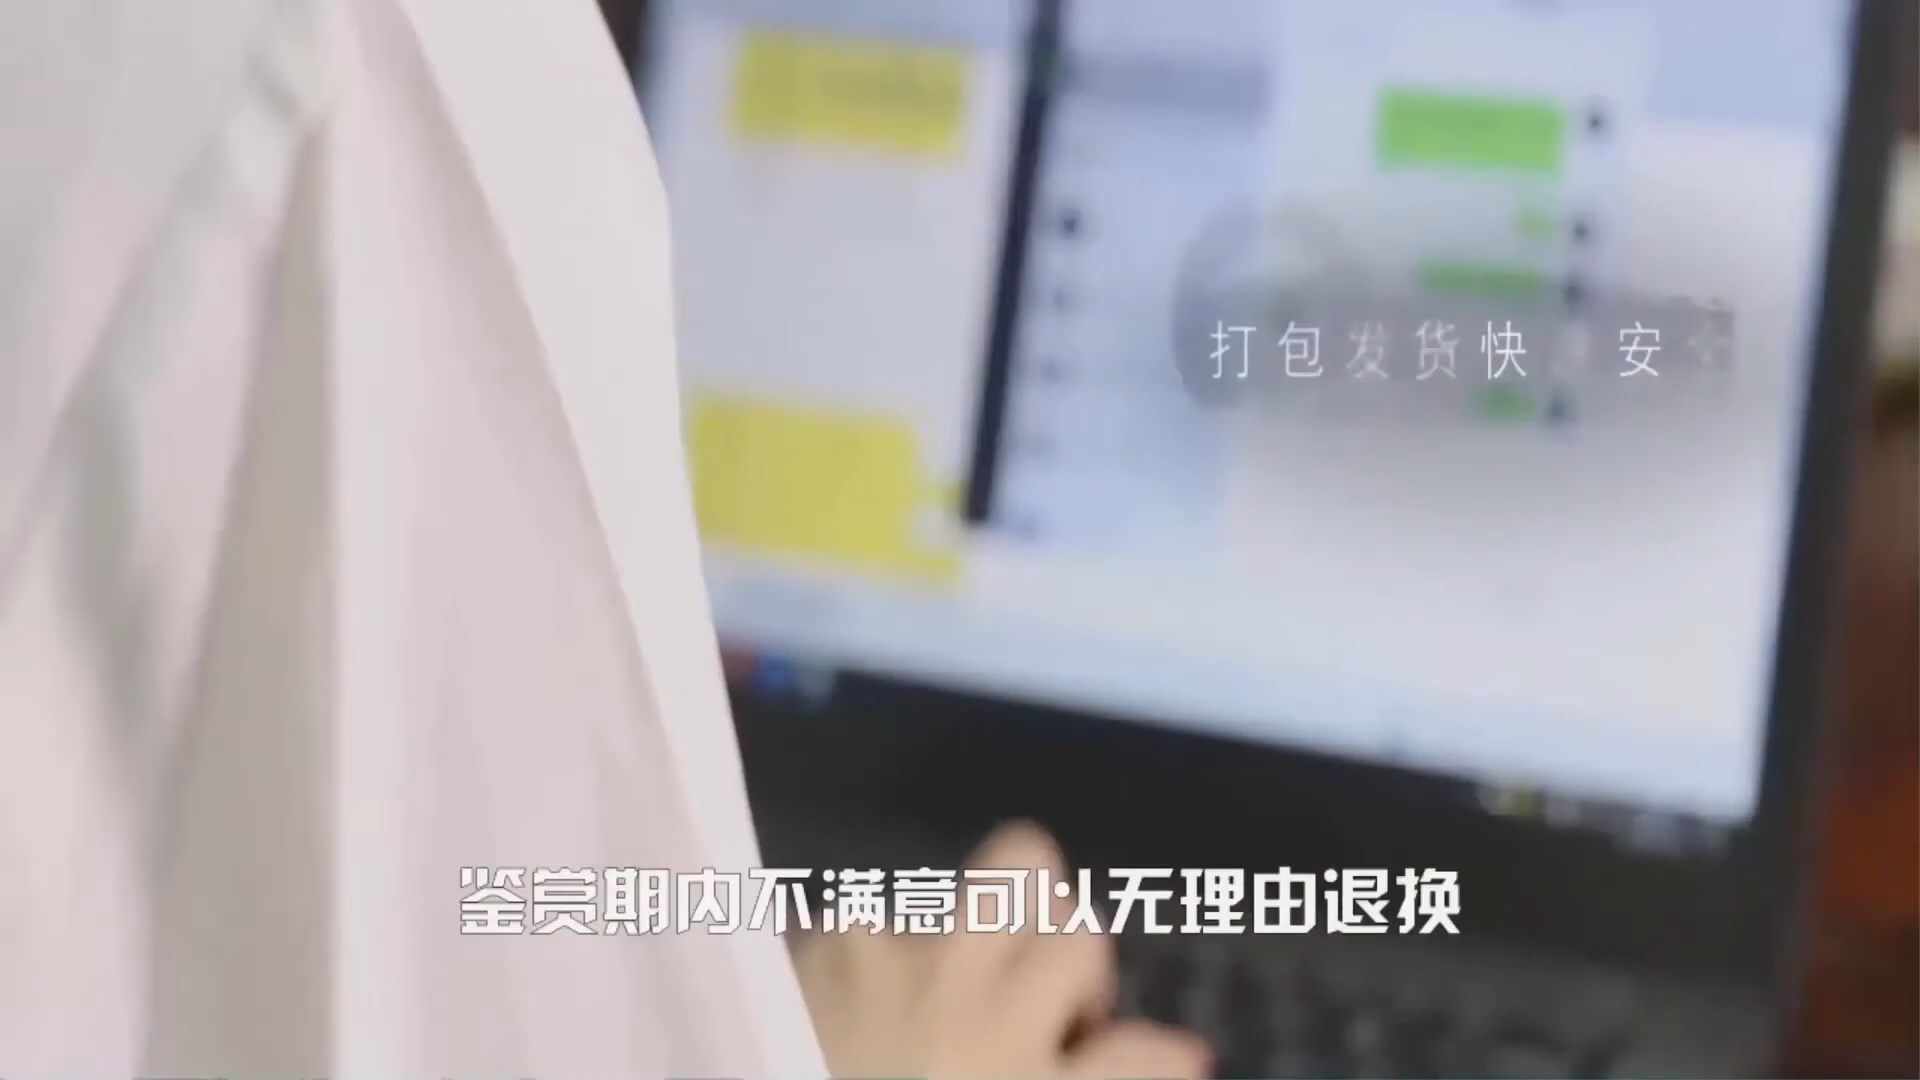 打包发货快 安
鉴赏期内不满意可以无理由退换